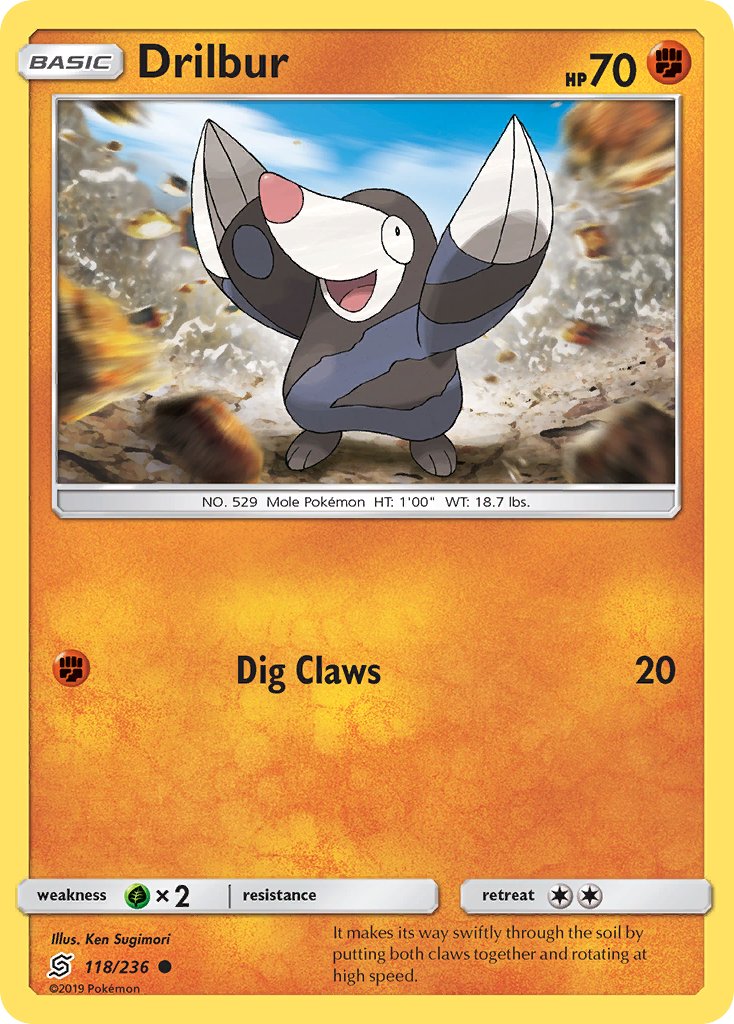 BASIC Drilbur HP 70
NO. 529 Mole Pokémon HT: 1'00" WT: 18.7 lbs.
Dig Claws 20
weakness × 2 resistance retreat
Illus. Ken Sugimori
118/236
©2019 Pokémon
It makes its way swiftly through the soil by
putting both claws together and rotating at
high speed.